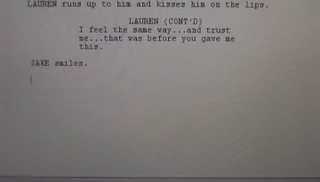 LAUREN runs up to him and kisses him on the lips.
LAUREN (CONT'D)
I feel the same way...and trust
me...that was before you gave me
this.
JAKE smiles.